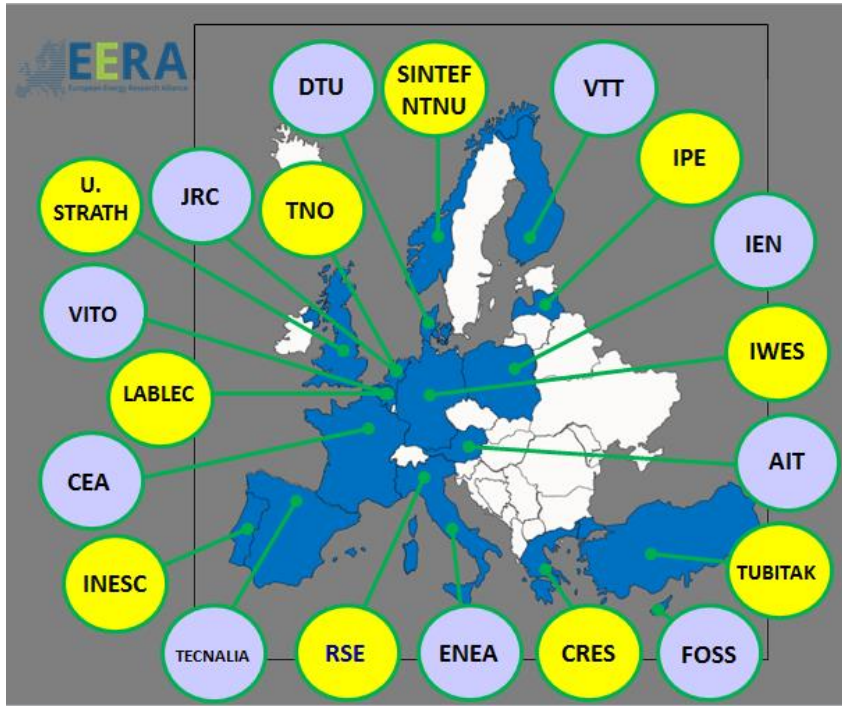 EERA
European Energy Research Alliance
DTU
SINTEF
NTNU
VTT
U.
STRATH
JRC
TNO
IPE
IEN
VITO
IWES
LABLEC
CEA
AIT
INESC
TUBITAK
TECNALIA
RSE
ENEA
CRES
FOSS